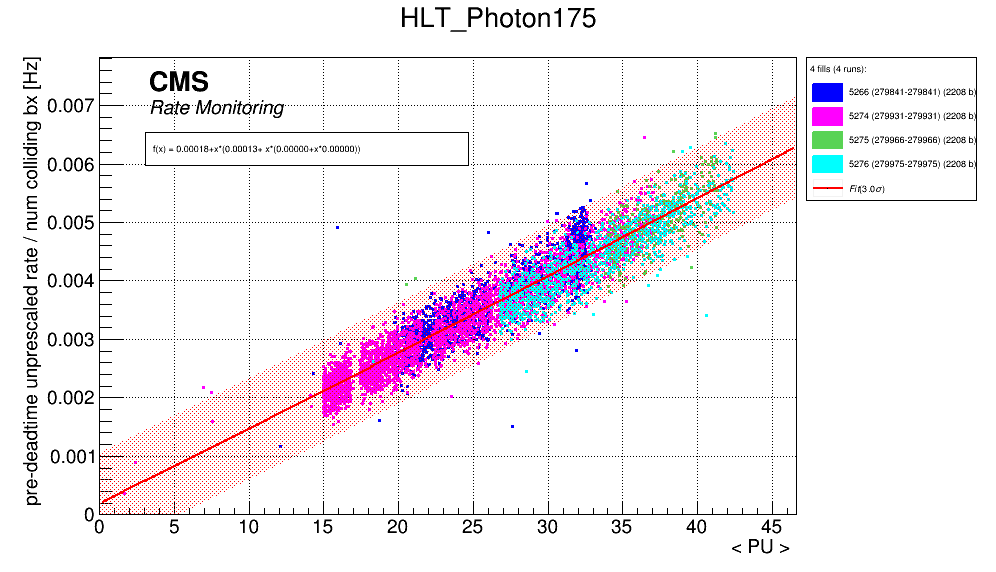 HLT_Photon175
pre-deadtime unprescaled rate / num colliding bx [Hz]
CMS
Rate Monitoring
f(x) = 0.00018+x*(0.00013+ x*(0.00000+x*0.00000))
0.007
0.006
0.005
0.004
0.003
0.002
0.001
0
0 5 10 15 20 25 30 35 40 45
< PU >
4 fills (4 runs):
5266 (279841-279841) (2208 b)
5274 (279931-279931) (2208 b)
5275 (279966-279966) (2208 b)
5276 (279975-279975) (2208 b)
Fit(3.0σ)